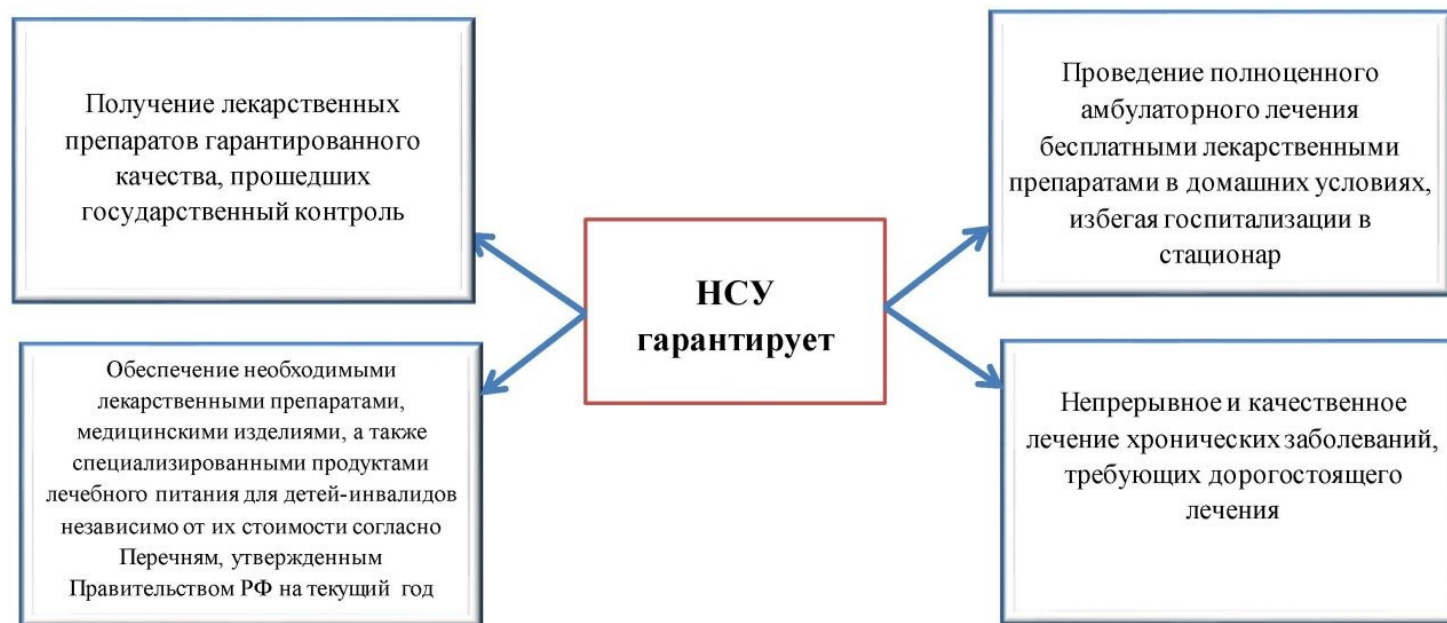 Получение лекарственных
препаратов гарантированного
качества, прошедших
государственный контроль
Проведение полноценного
амбулаторного лечения
бесплатными лекарственными
препаратами в домашних условиях,
избегая госпитализации в
стационар
НСУ
гарантирует
Обеспечение необходимыми
лекарственными препаратами,
медицинскими изделиями, а также
специализированными продуктами
лечебного питания для детей-инвалидов
независимо от их стоимости согласно
Перечням, утвержденным
Правительством РФ на текущий год
Непрерывное и качественное
лечение хронических заболеваний,
требующих дорогостоящего
лечения